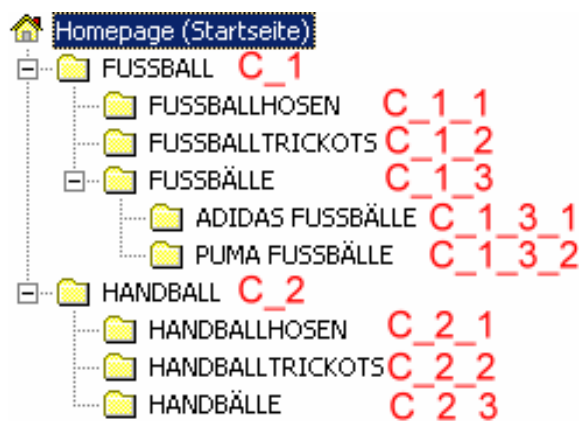 Homepage (Startseite)
FUSSBALL C_1
FUSSBALLHOSEN C_1_1
FUSSBALLTRICKOTS C_1_2
FUSSBÄLLE C_1_3
ADIDAS FUSSBÄLLE C_1_3_1
PUMA FUSSBÄLLE C_1_3_2
HANDBALL C_2
HANDBALLHOSEN C_2_1
HANDBALLTRICKOTS C_2_2
HANDBÄLLE C_2_3